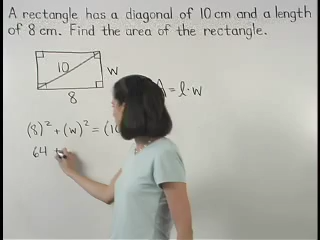 A rectangle has a diagonal of 10 cm and a length
of 8 cm. Find the area of the rectangle.
10
w
8
= l · w
(8)² + (w)² = (10
64 +